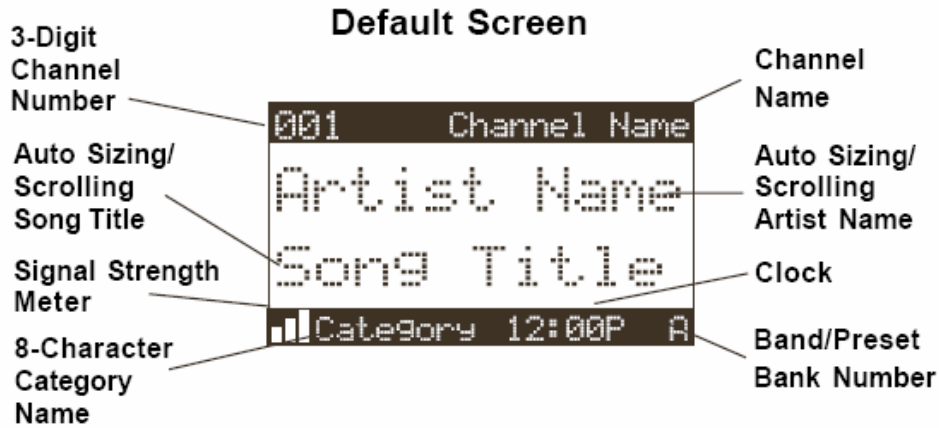 Default Screen
3-Digit
Channel
Number
Channel
Name
001 Channel Name
Auto Sizing/
Scrolling
Song Title
Artist Name
Auto Sizing/
Scrolling
Artist Name
Song Title
Signal Strength
Meter
Clock
Category 12:00P A
8-Character
Category
Name
Band/Preset
Bank Number